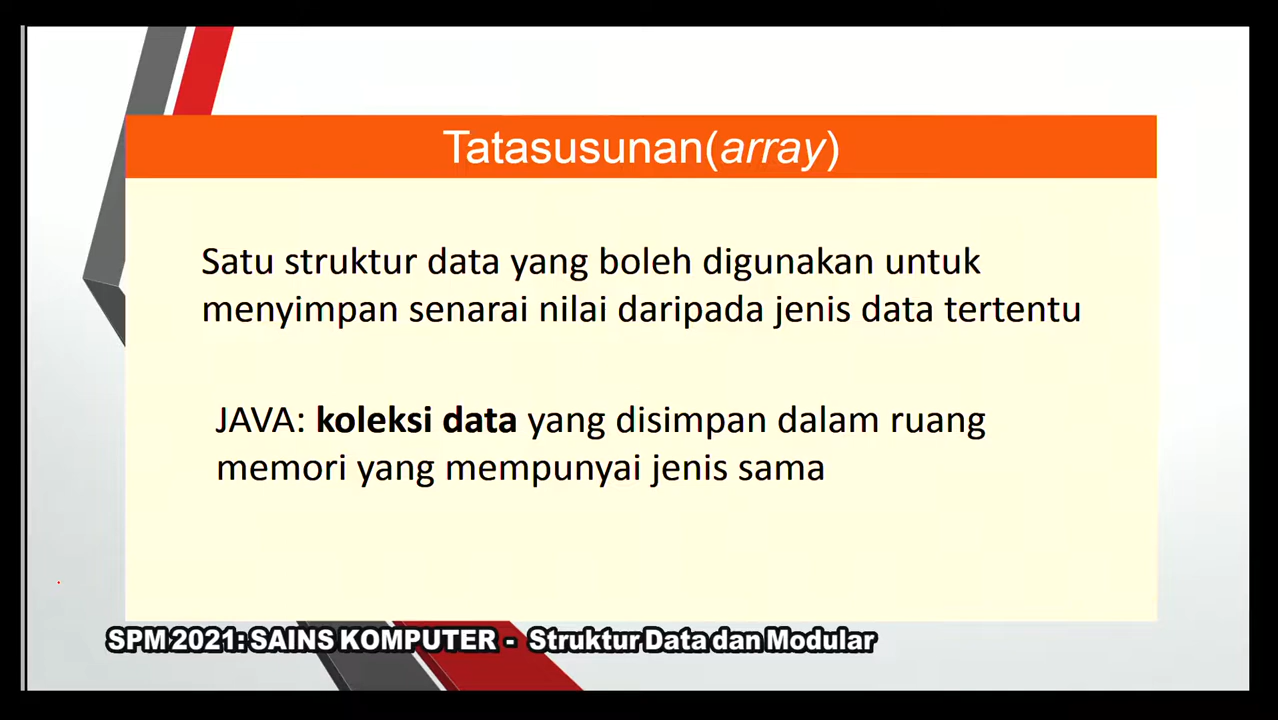 Tatasusunan(array)
Satu struktur data yang boleh digunakan untuk
menyimpan senarai nilai daripada jenis data tertentu
JAVA: koleksi data yang disimpan dalam ruang
memori yang mempunyai jenis sama
SPM 2021: SAINS KOMPUTER - Struktur Data dan Modular